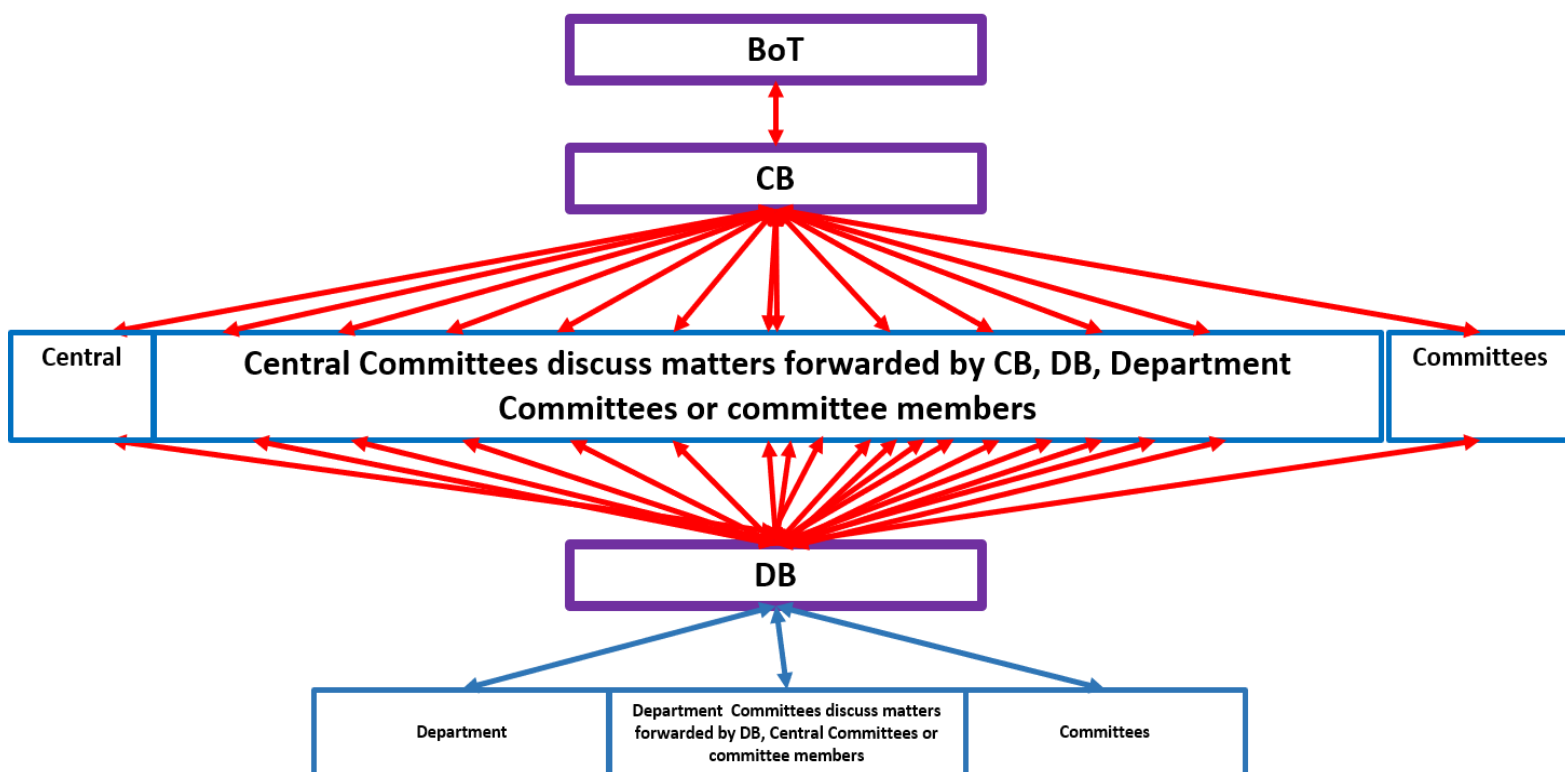 BoT
CB
Central
Central Committees discuss matters forwarded by CB, DB, Department
Committees or committee members
Committees
DB
Department
Department  Committees discuss matters
forwarded by DB, Central Committees or
committee members
Committees